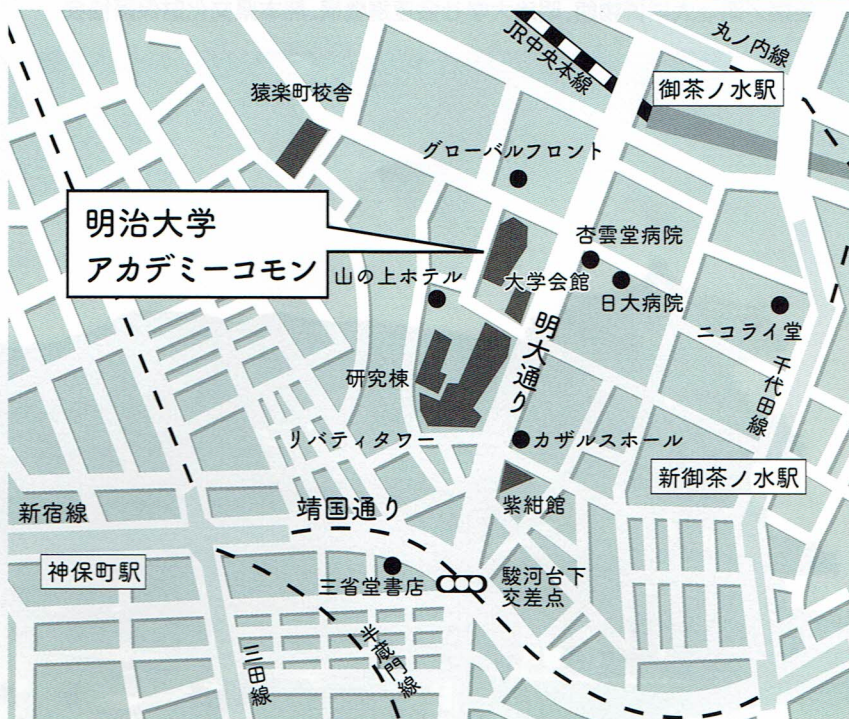 丸ノ内線
JR中央本線
御茶ノ水駅
猿楽町校舎
グローバルフロント
明治大学
アカデミーコモン
杏雲堂病院
大学会館
山の上ホテル
日大病院
ニコライ堂
明大通り
千代田線
研究棟
リバティタワー
カザルスホール
新御茶ノ水駅
紫紺館
靖国通り
新宿線
神保町駅
三省堂書店
駿河台下
交差点
半蔵門線
三田線